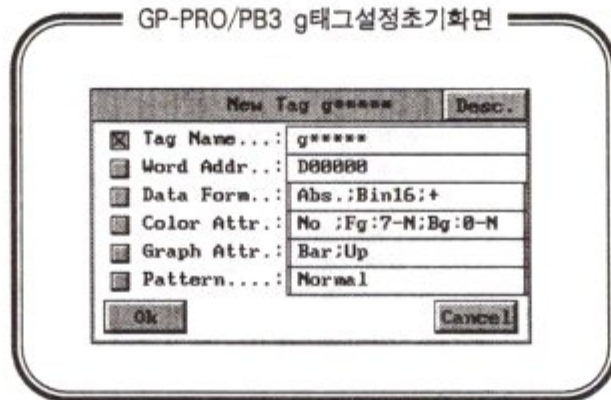 GP-PRO/PB3 g태그설정초기화면
New Tag g***** Desc.
Tag Name...: g*****
Word Addr..: D00000
Data Form..: Abs.;Bin16;+
Color Attr.: No ;Fg:7-N;Bg:0-N
Graph Attr.: Bar;Up
Pattern....: Normal
Ok Cancel